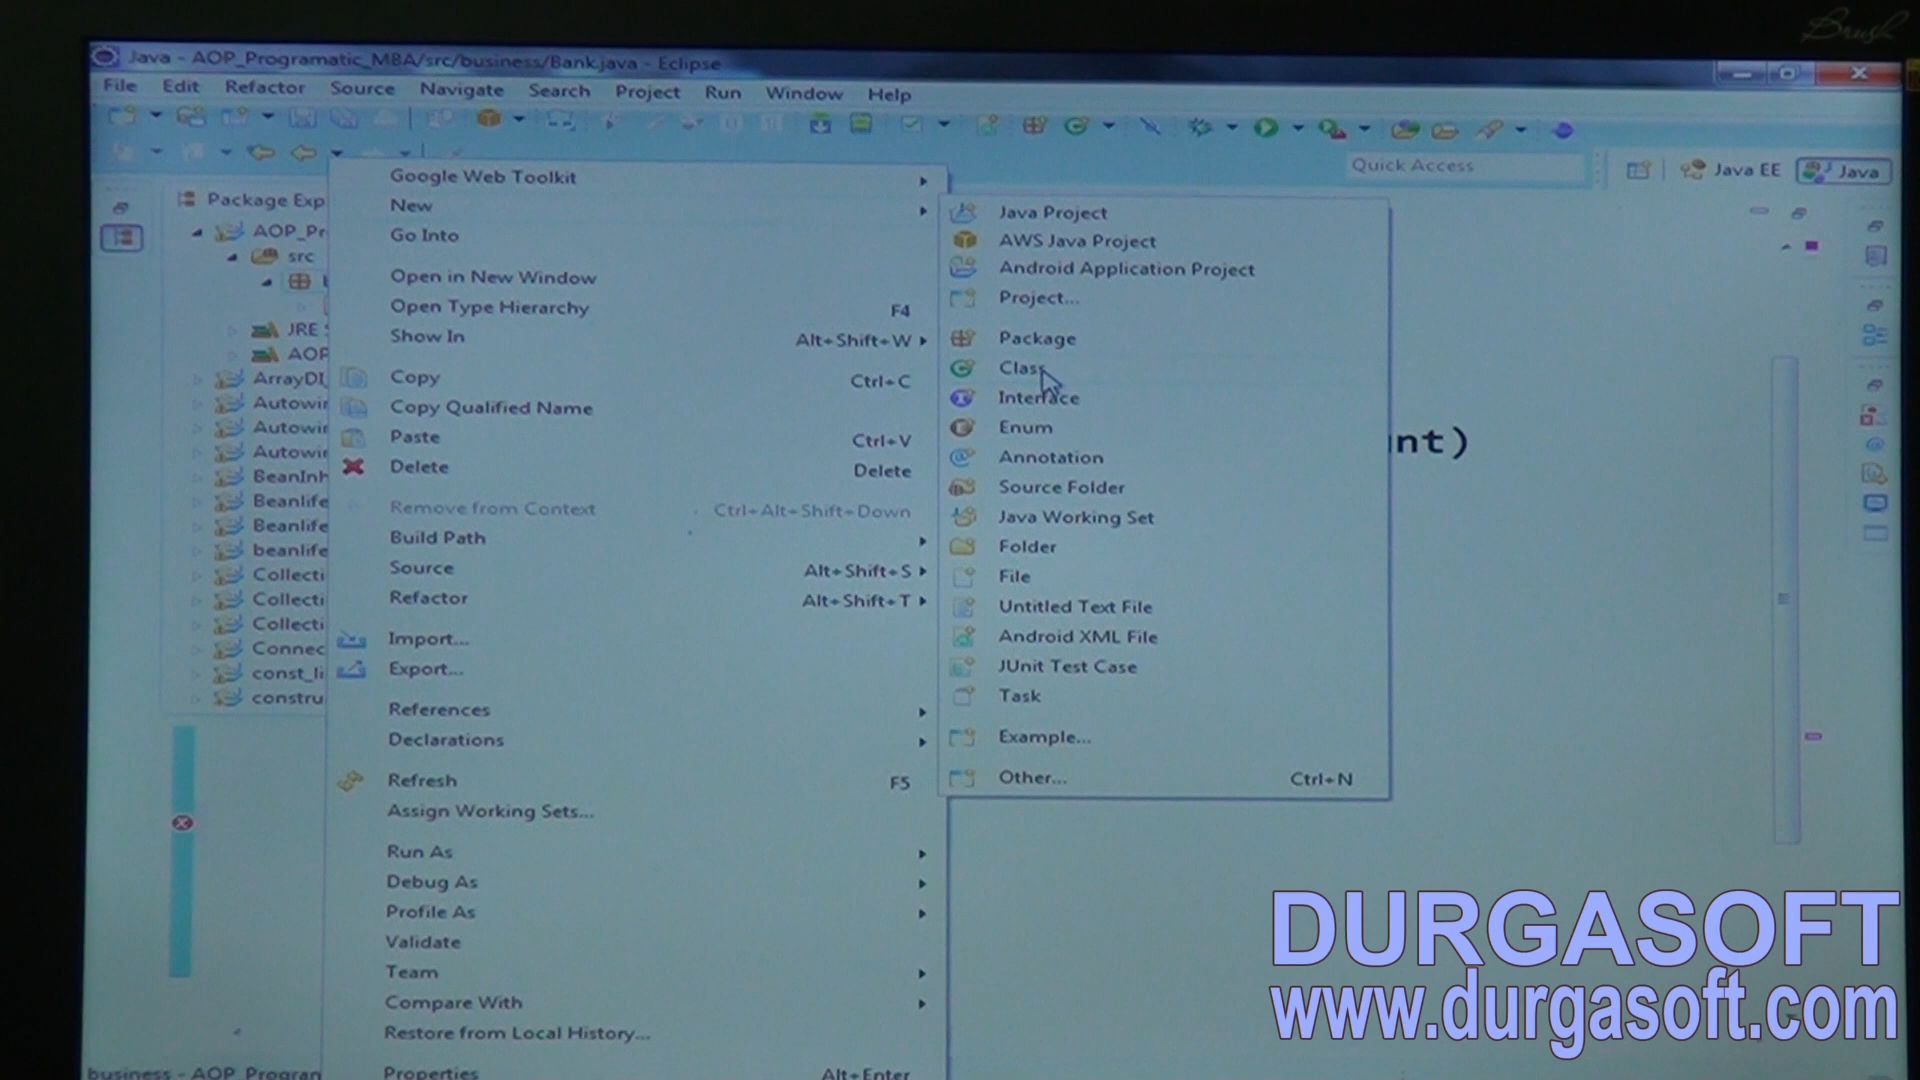 Brush
Java - AOP_Programatic_MBA/src/business/Bank.java - Eclipse
File Edit Refactor Source Navigate Search Project Run Window Help
Quick Access
Java EE
Java
Package Exp
AOP_Pr
src
JRE
AOP
ArrayDI_
Autowir
Autowir
Autowir
BeanInh
Beanlife
Beanlife
beanlife
Collecti
Collecti
Collecti
Connec
const_li
constru
Google Web Toolkit
New
Go Into
Open in New Window
Open Type Hierarchy F4
Show In Alt+Shift+W
Copy Ctrl+C
Copy Qualified Name
Paste Ctrl+V
Delete Delete
Remove from Context Ctrl+Alt+Shift+Down
Build Path
Source Alt+Shift+S
Refactor Alt+Shift+T
Import...
Export...
References
Declarations
Refresh F5
Assign Working Sets...
Run As
Debug As
Profile As
Validate
Team
Compare With
Restore from Local History...
Properties Alt+Enter
Java Project
AWS Java Project
Android Application Project
Project...
Package
Class
Interface
Enum
Annotation
Source Folder
Java Working Set
Folder
File
Untitled Text File
Android XML File
JUnit Test Case
Task
Example...
Other... Ctrl+N
nt)
business - AOP_Program
DURGASOFT
www.durgasoft.com